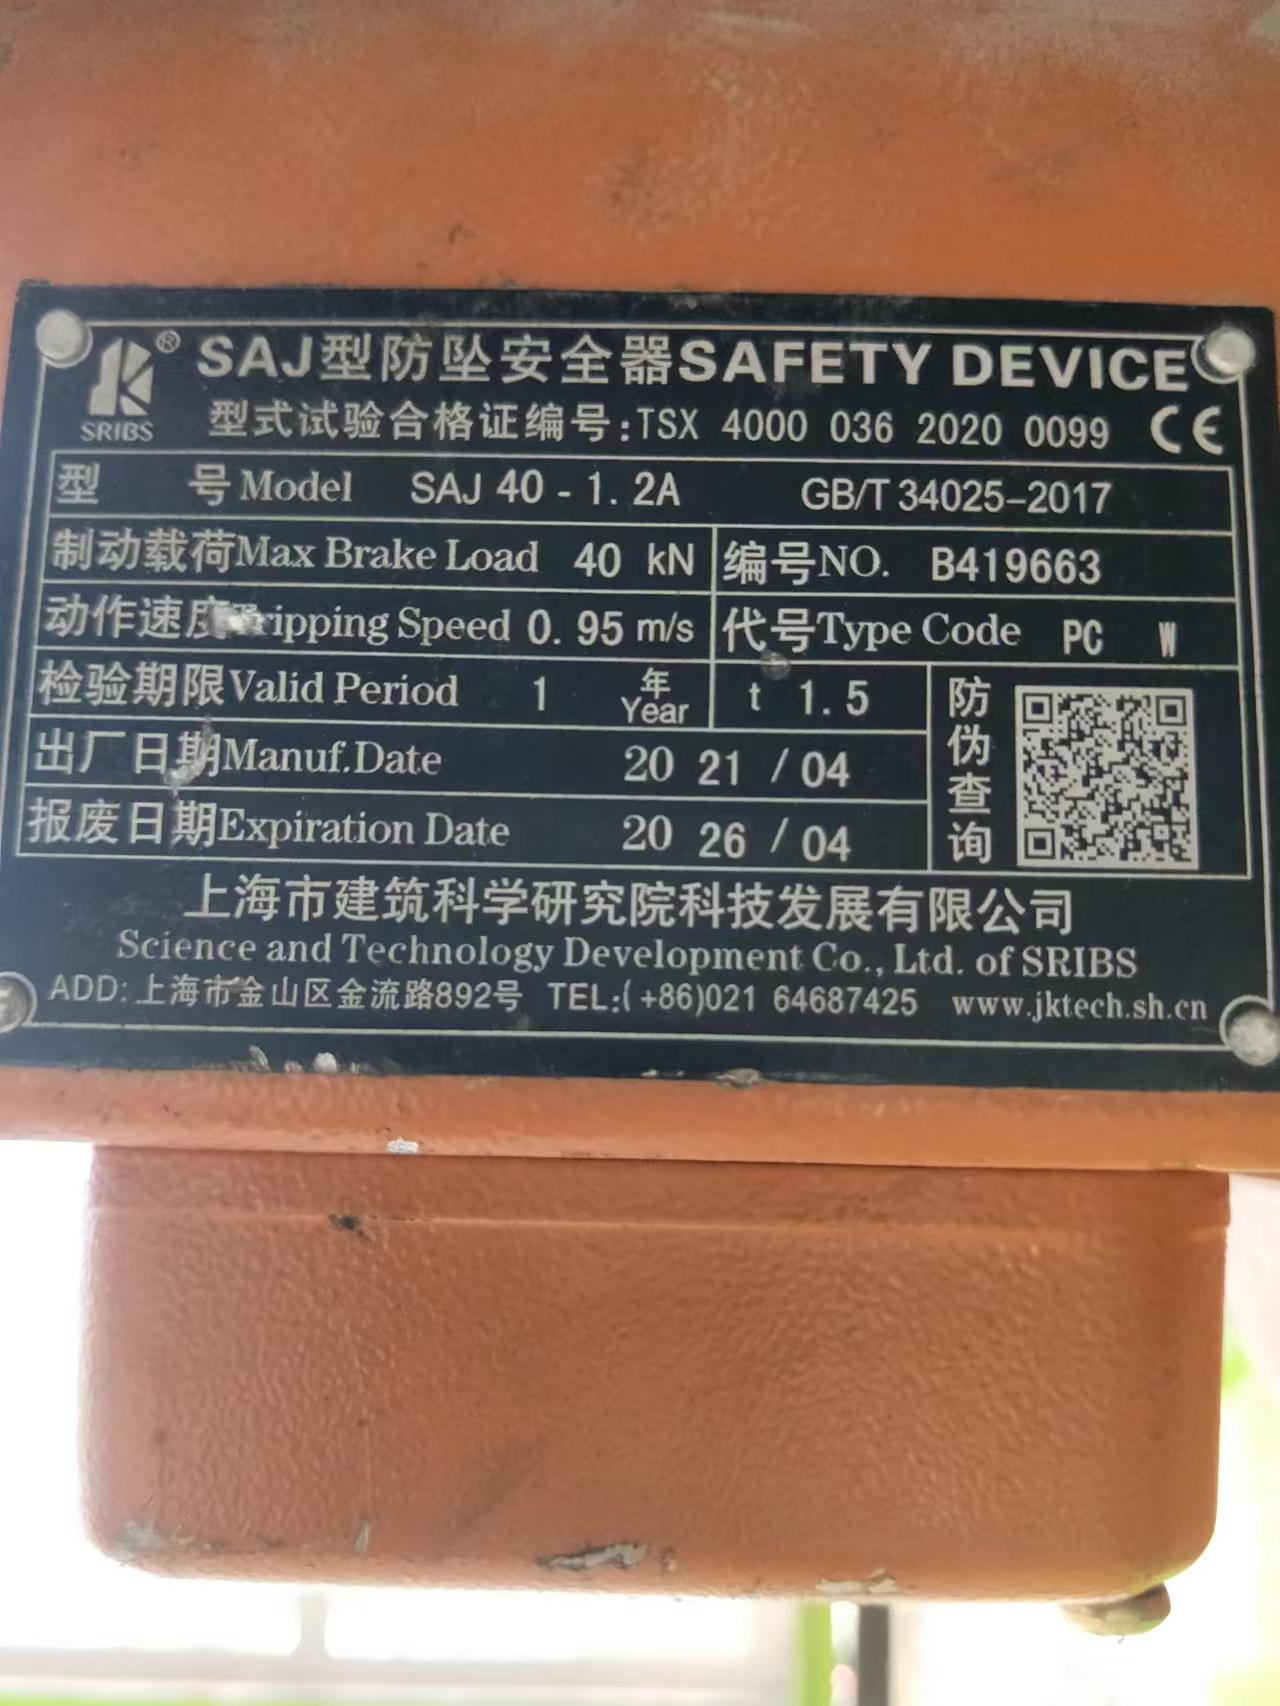 SRIBS ® SAJ型防坠安全器SAFETY DEVICE
型式试验合格证编号:TSX 4000 036 2020 0099 CE
型 号Model SAJ 40 - 1. 2A GB/T 34025-2017
制动载荷Max Brake Load 40 kN 编号NO. B419663
动作速度Tripping Speed 0. 95 m/s 代号Type Code PC W
检验期限Valid Period 1 年 Year t 1. 5 防伪查询
出厂日期Manuf.Date 20 21 / 04
报废日期Expiration Date 20 26 / 04
上海市建筑科学研究院科技发展有限公司
Science and Technology Development Co., Ltd. of SRIBS
ADD: 上海市金山区金流路892号 TEL:(+86)021 64687425 www.jktech.sh.cn